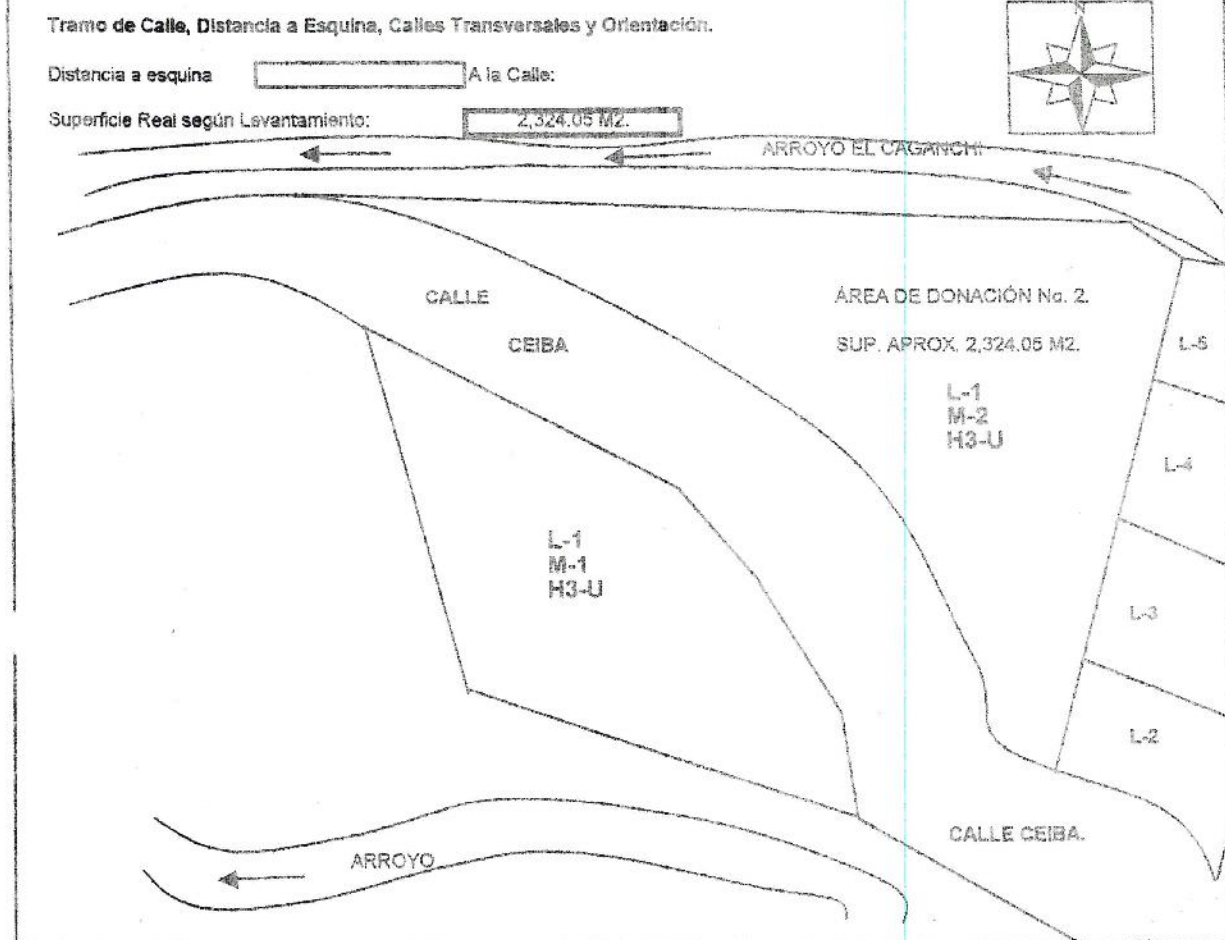 Tramo de Calle, Distancia a Esquina, Calles Transversales y Orientación.
Distancia a esquina A la Calle:
Superficie Real según Levantamiento: 2,324.05 M2.
ARROYO EL CAGANCHI
CALLE
CEIBA
ÁREA DE DONACIÓN No. 2.
SUP. APROX. 2,324.05 M2.
L-1
M-2
H3-U
L-5
L-4
L-3
L-2
L-1
M-1
H3-U
CALLE CEIBA.
ARROYO